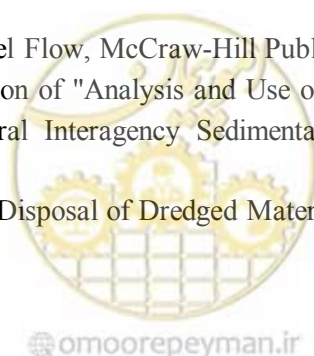 el Flow, McCraw-Hill Publ
on of "Analysis and Use o
ral Interagency Sedimenta
Disposal of Dredged Mater
@omoorepeyman.ir